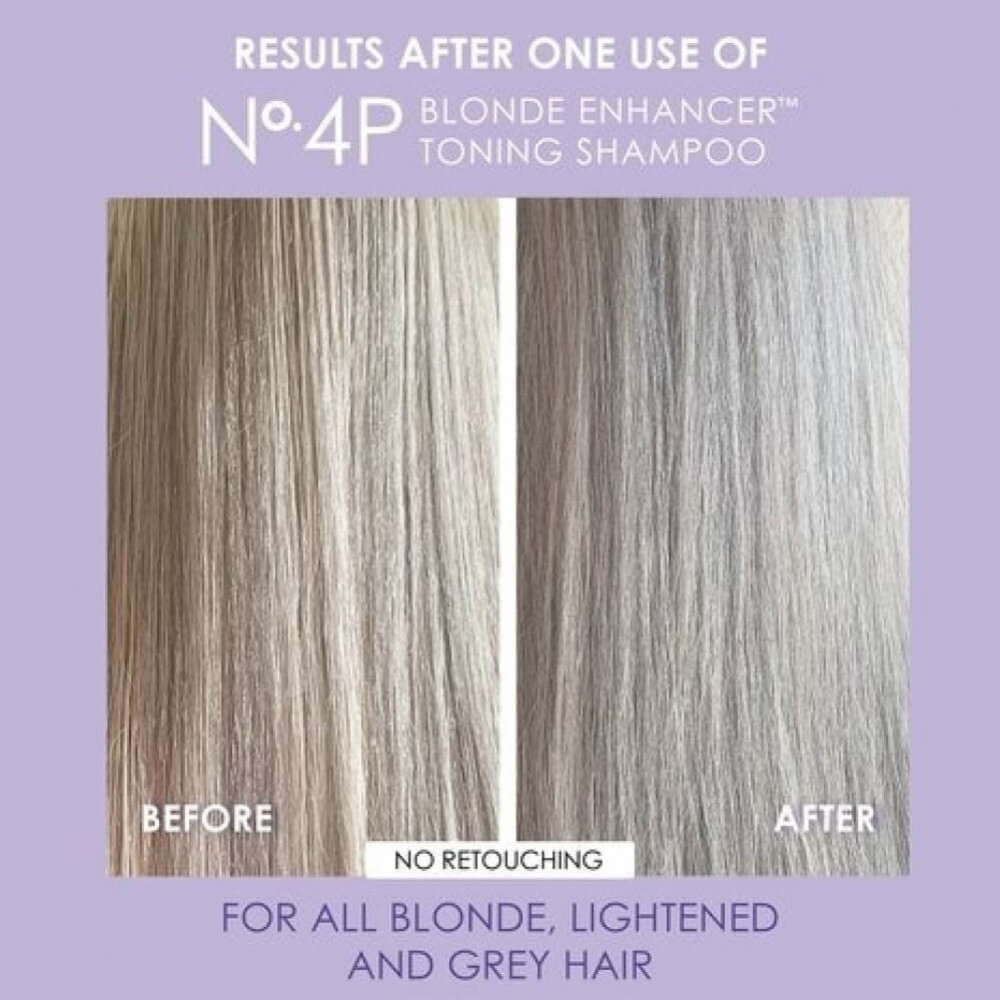 RESULTS AFTER ONE USE OF
Nº.4P BLONDE ENHANCER™
TONING SHAMPOO
BEFORE
AFTER
NO RETOUCHING
FOR ALL BLONDE, LIGHTENED
AND GREY HAIR